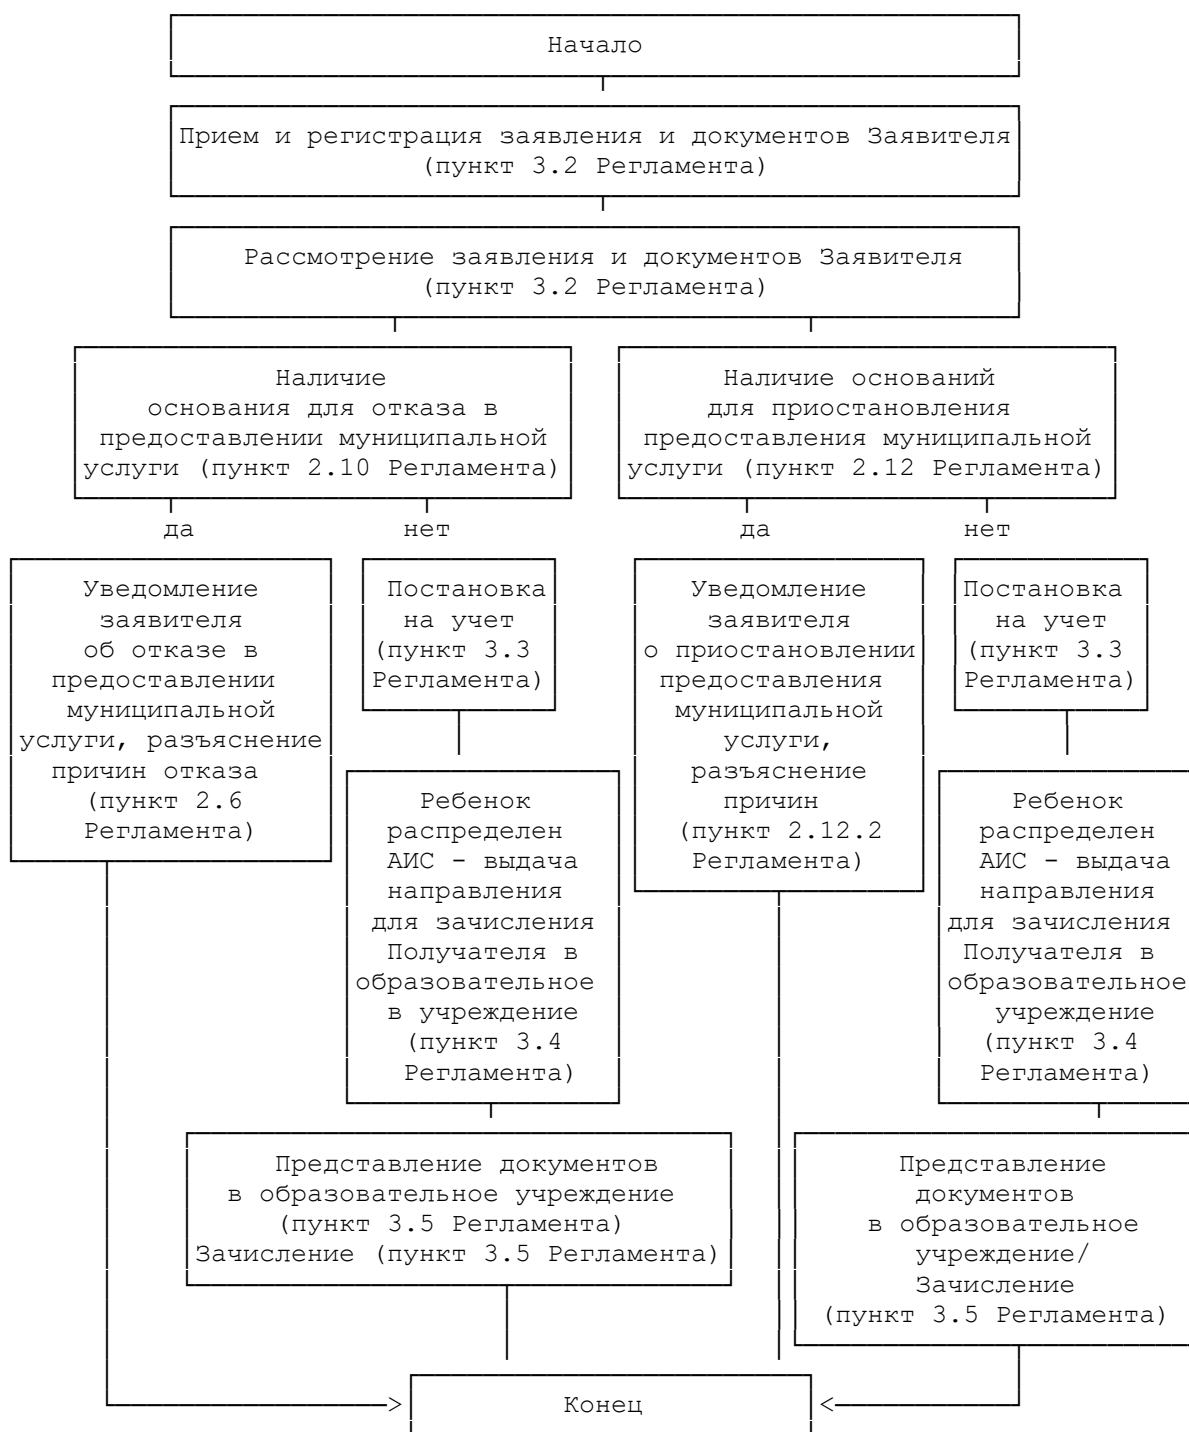 Начало
Прием и регистрация заявления и документов Заявителя
(пункт 3.2 Регламента)
Рассмотрение заявления и документов Заявителя
(пункт 3.2 Регламента)
Наличие
основания для отказа в
предоставлении муниципальной
услуги (пункт 2.10 Регламента)
Наличие оснований
для приостановления
предоставления муниципальной
услуги (пункт 2.12 Регламента)
да
нет
да
нет
Уведомление
заявителя
об отказе в
предоставлении
муниципальной
услуги, разъяснение
причин отказа
(пункт 2.6
Регламента)
Постановка
на учет
(пункт 3.3
Регламента)
Уведомление
заявителя
о приостановлении
предоставления
муниципальной
услуги,
разъяснение
причин
(пункт 2.12.2
Регламента)
Постановка
на учет
(пункт 3.3
Регламента)
Ребенок
распределен
АИС - выдача
направления
для зачисления
Получателя в
образовательное
в учреждение
(пункт 3.4
Регламента)
Ребенок
распределен
АИС - выдача
направления
для зачисления
Получателя в
образовательное
учреждение
(пункт 3.4
Регламента)
Представление документов
в образовательное учреждение
(пункт 3.5 Регламента)
Зачисление (пункт 3.5 Регламента)
Представление
документов
в образовательное
учреждение/
Зачисление
(пункт 3.5 Регламента)
Конец